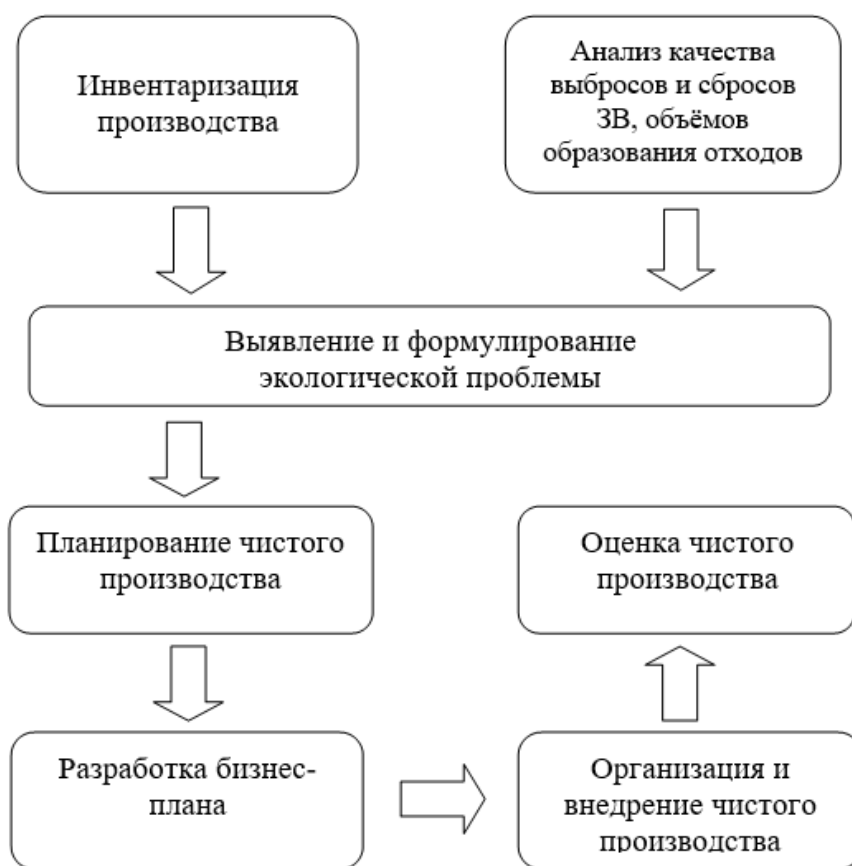 Инвентаризация
производства
Анализ качества
выбросов и сбросов
ЗВ, объёмов
образования отходов
Выявление и формулирование
экологической проблемы
Планирование чистого
производства
Оценка чистого
производства
Разработка бизнес-
плана
Организация и
внедрение чистого
производства